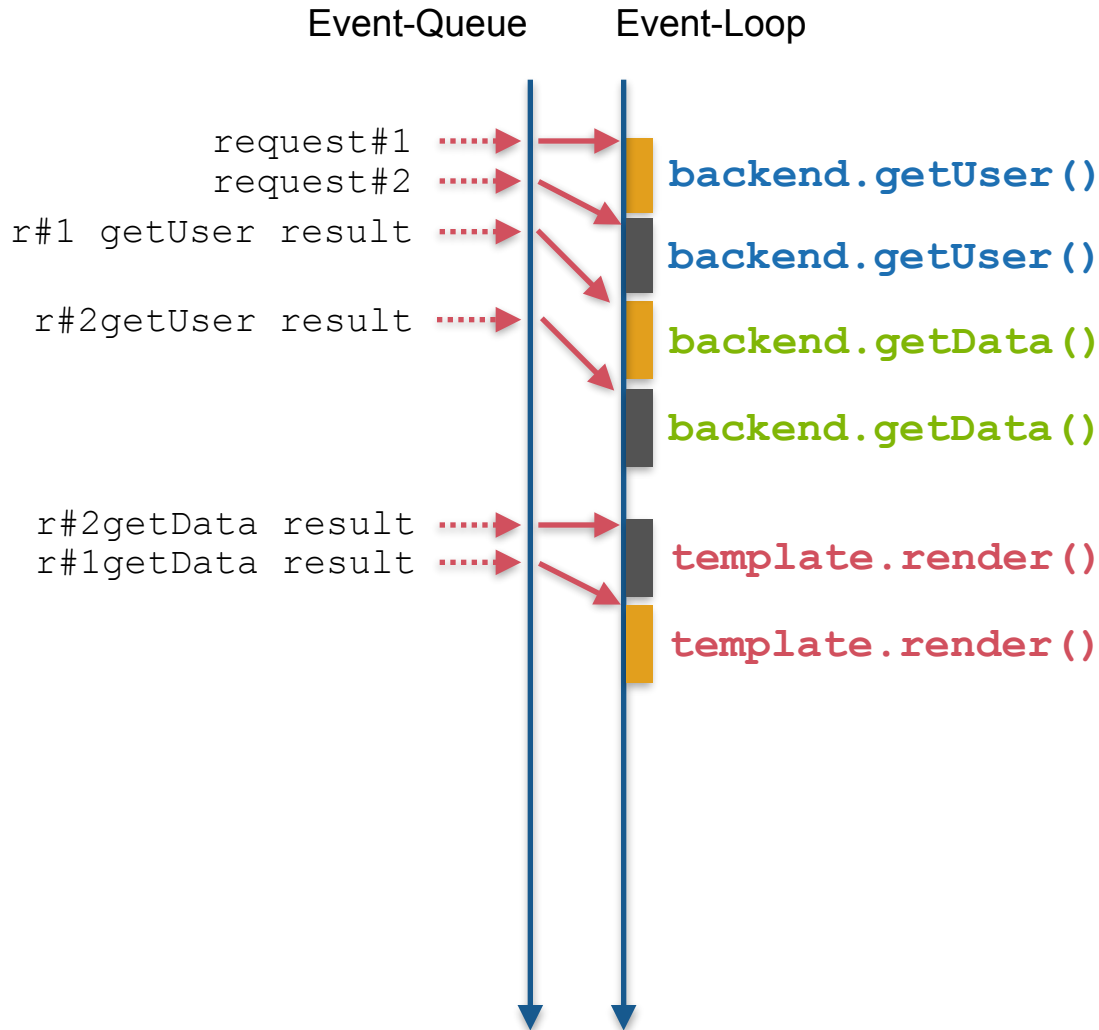 Event-Queue Event-Loop
request#1
backend.getUser()
request#2
r#1 getUser result
backend.getUser()
r#2getUser result
backend.getData()
backend.getData()
r#2getData result
r#1getData result
template.render()
template.render()